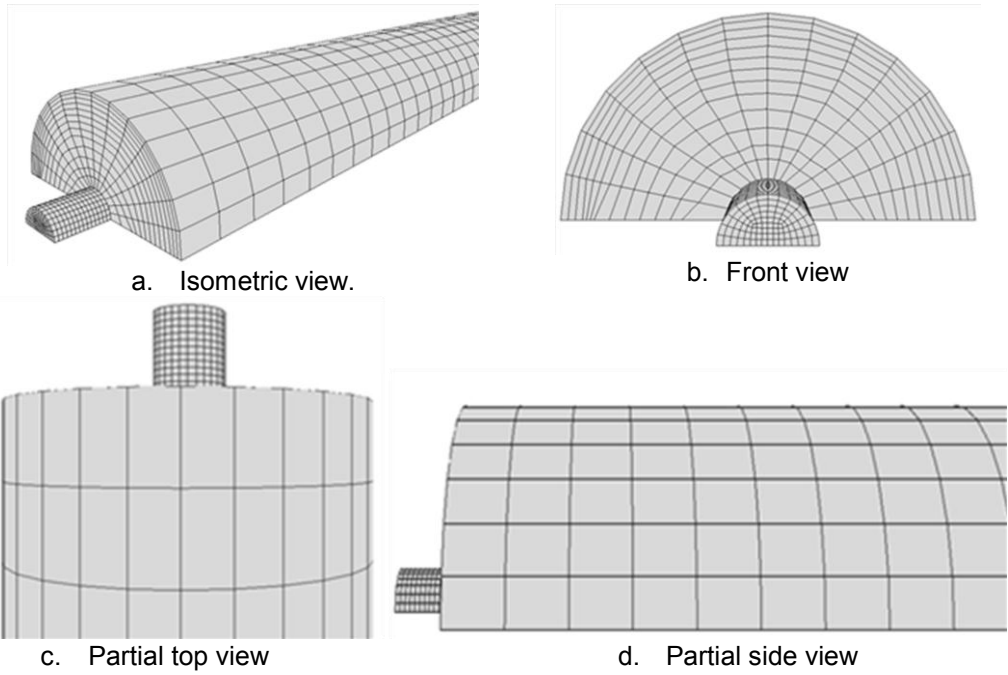 a. Isometric view.
b. Front view
c. Partial top view
d. Partial side view